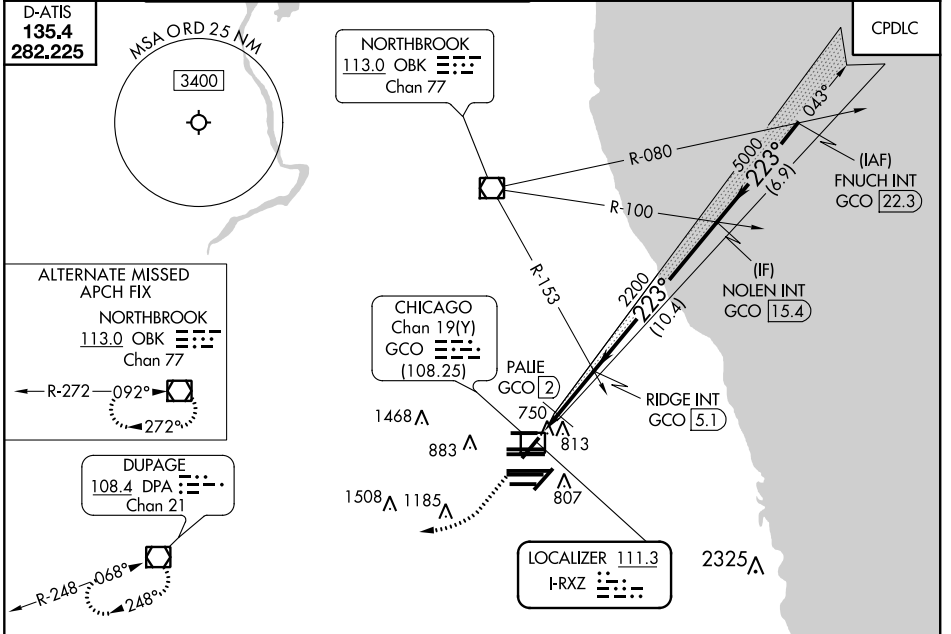 D-ATIS
135.4
282.225
MSA ORD 25 NM
3400
NORTHBROOK
113.0 OBK
Chan 77
CPDLC
R-080
R-100
R-153
043°
5000
223°
(6.9)
(IAF)
FNUCH INT
GCO 22.3
(IF)
NOLEN INT
GCO 15.4
2200
223°
(10.4)
ALTERNATE MISSED
APCH FIX
NORTHBROOK
113.0 OBK
Chan 77
R-272 092°
272°
CHICAGO
Chan 19(Y)
GCO
(108.25)
PALIE
GCO 2
RIDGE INT
GCO 5.1
750
813
1468
883
807
1508
1185
DUPAGE
108.4 DPA
Chan 21
R-248 068°
248°
LOCALIZER 111.3
I-RXZ
2325